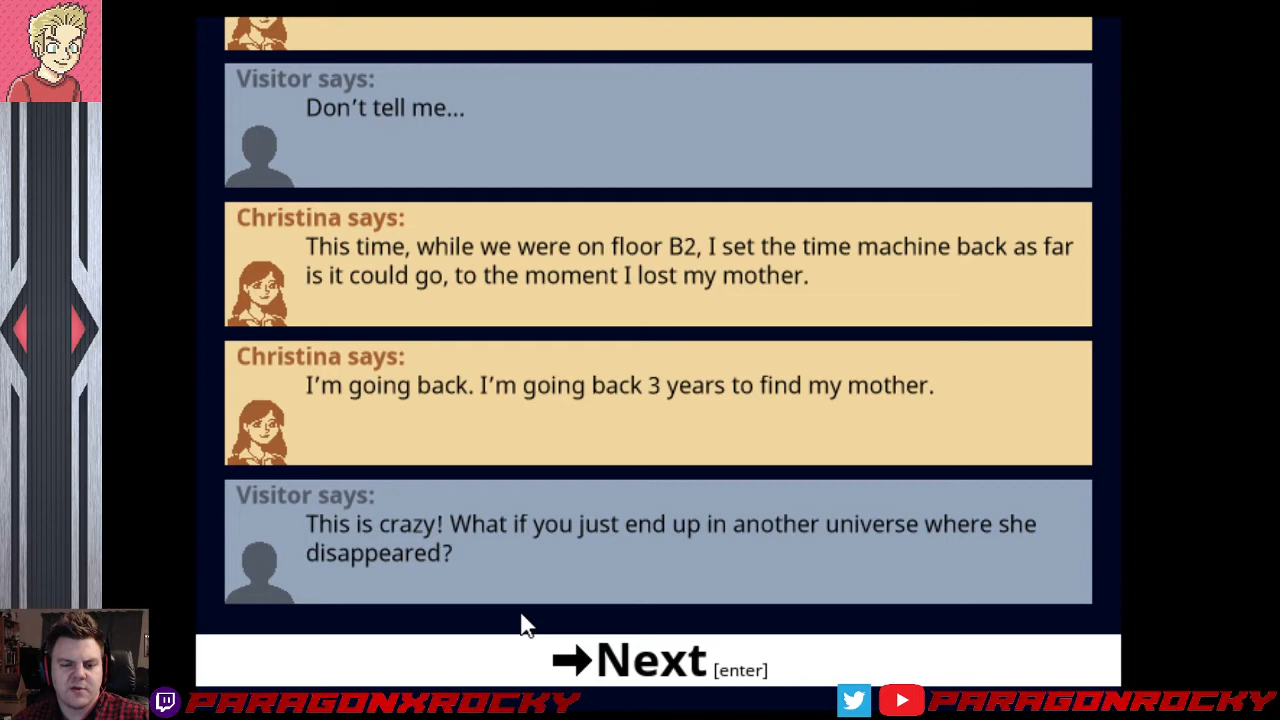 Visitor says:
Don't tell me...
Christina says:
This time, while we were on floor B2, I set the time machine back as far
is it could go, to the moment I lost my mother.
Christina says:
I'm going back. I'm going back 3 years to find my mother.
Visitor says:
This is crazy! What if you just end up in another universe where she
disappeared?
➡Next [enter]
PARAGONXROCKY
PARAGONROCKY